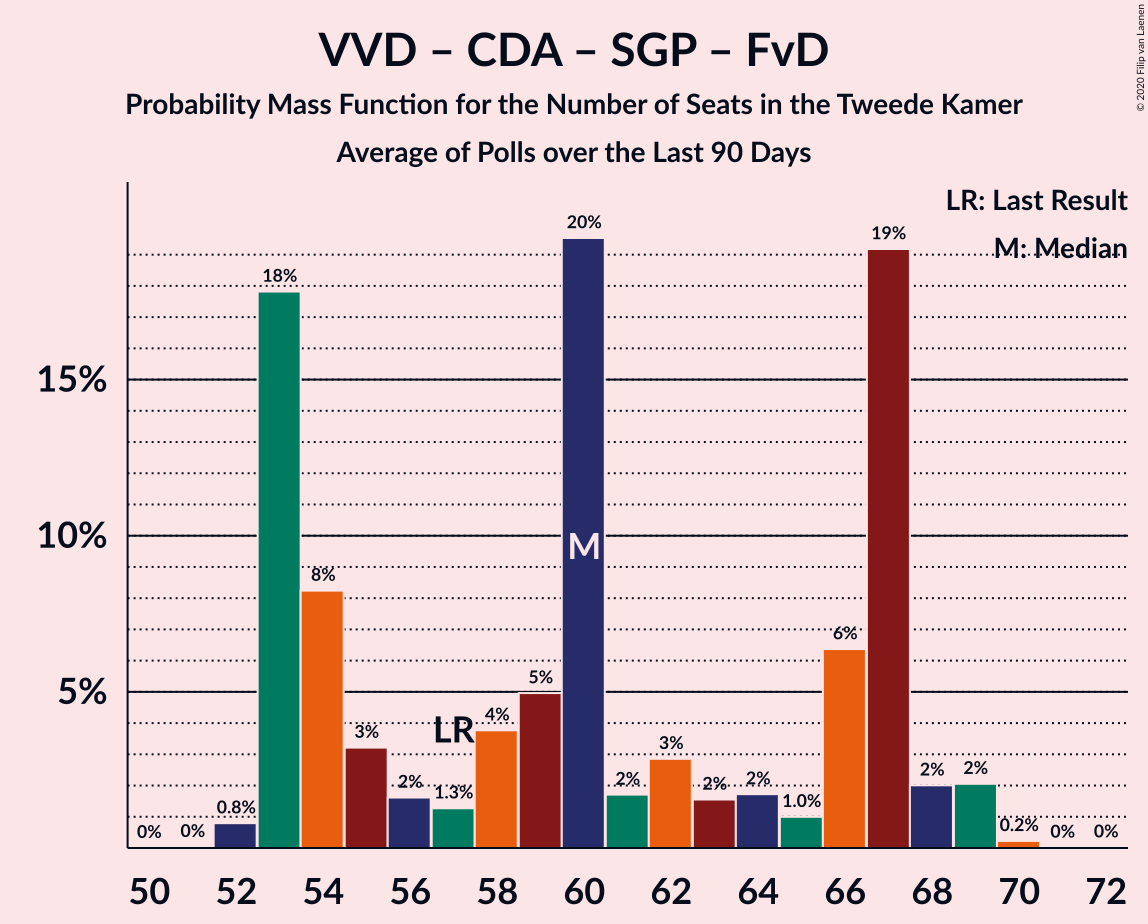 VVD – CDA – SGP – FvD
Probability Mass Function for the Number of Seats in the Tweede Kamer
Average of Polls over the Last 90 Days
© 2020 Filip van Laenen
LR: Last Result
M: Median
15%
10%
5%
0%
0%
0.8%
18%
8%
3%
2%
1.3%
4%
5%
20%
2%
3%
2%
2%
1.0%
6%
19%
2%
2%
0.2%
0%
0%
LR
M
50 52 54 56 58 60 62 64 66 68 70 72